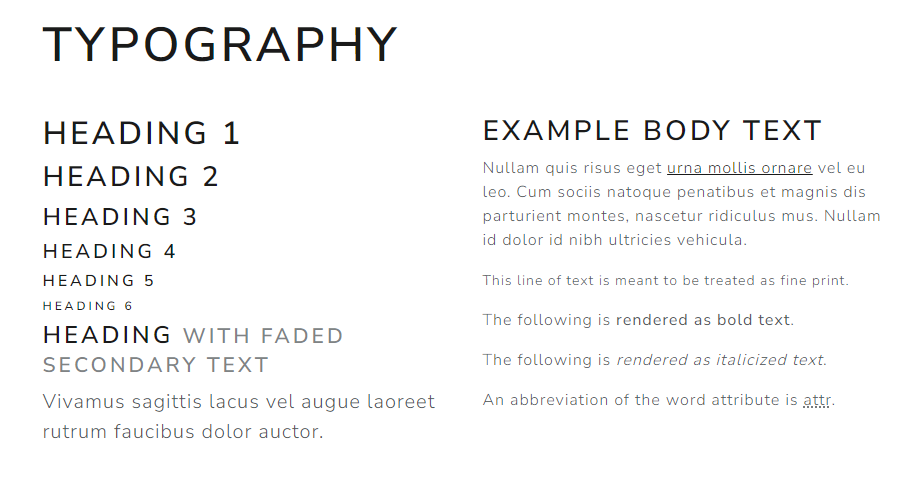 TYPOGRAPHY
HEADING 1
HEADING 2
HEADING 3
HEADING 4
HEADING 5
HEADING 6
HEADING WITH FADED
SECONDARY TEXT
Vivamus sagittis lacus vel augue laoreet
rutrum faucibus dolor auctor.
EXAMPLE BODY TEXT
Nullam quis risus eget urna mollis ornare vel eu
leo. Cum sociis natoque penatibus et magnis dis
parturient montes, nascetur ridiculus mus. Nullam
id dolor id nibh ultricies vehicula.
This line of text is meant to be treated as fine print.
The following is rendered as bold text.
The following is rendered as italicized text.
An abbreviation of the word attribute is attr.